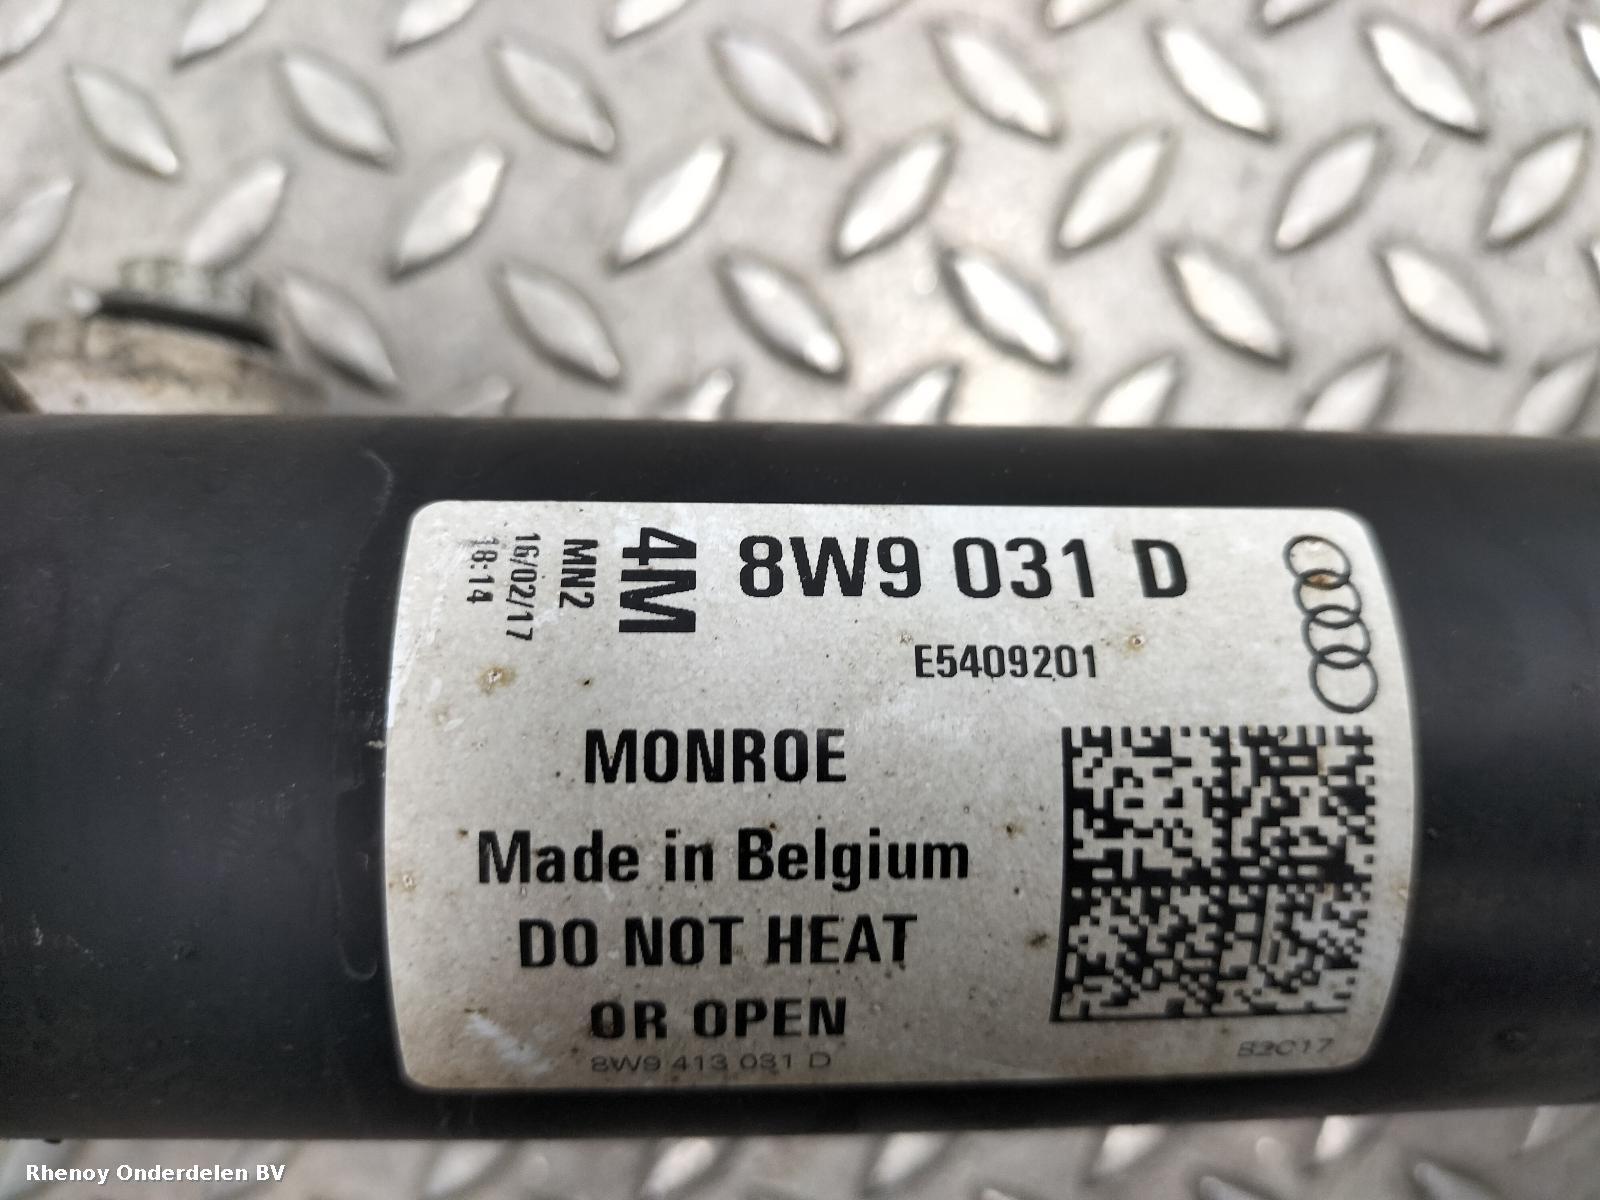 4M
MN2
16/02/17
18:14
8W9 031 D
E5409201
MONROE
Made in Belgium
DO NOT HEAT
OR OPEN
8W9 413 031 D
Rhenoy Onderdelen BV